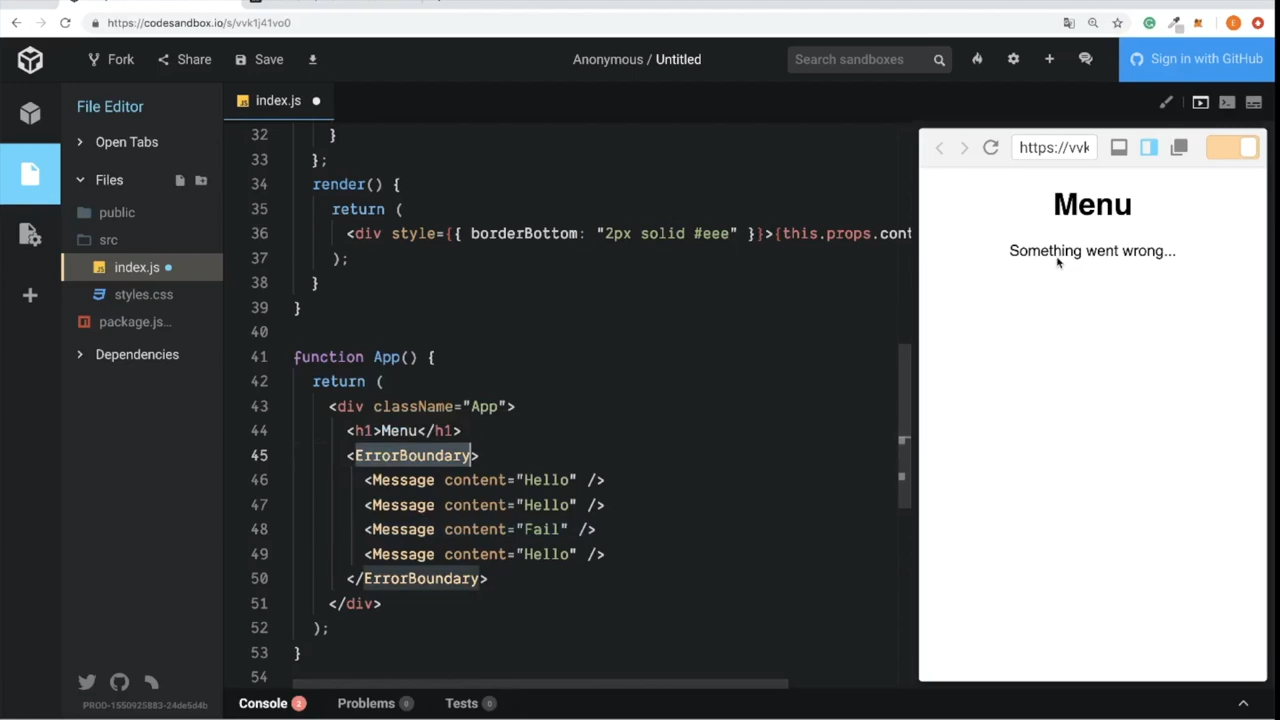 https://codesandbox.io/s/vvk1j41vo0
Fork
Share
Save
Anonymous / Untitled
Search sandboxes
Sign in with GitHub
File Editor
Open Tabs
Files
public
src
index.js
styles.css
package.js...
Dependencies
PROD-1550925883-24de5d4b
index.js
32 }
33 };
34 render() {
35 return (
36 <div style={{ borderBottom: "2px solid #eee" }}>{this.props.cont
37 );
38 }
39 }
40
41 function App() {
42 return (
43 <div className="App">
44 <h1>Menu</h1>
45 <ErrorBoundary>
46 <Message content="Hello" />
47 <Message content="Hello" />
48 <Message content="Fail" />
49 <Message content="Hello" />
50 </ErrorBoundary>
51 </div>
52 );
53 }
54
https://vvk
Menu
Something went wrong...
Console 2
Problems 0
Tests 0